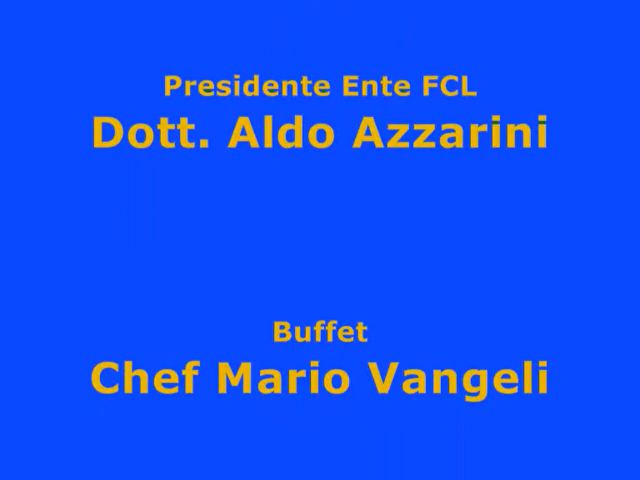 Presidente Ente FCL
Dott. Aldo Azzarini
Buffet
Chef Mario Vangeli